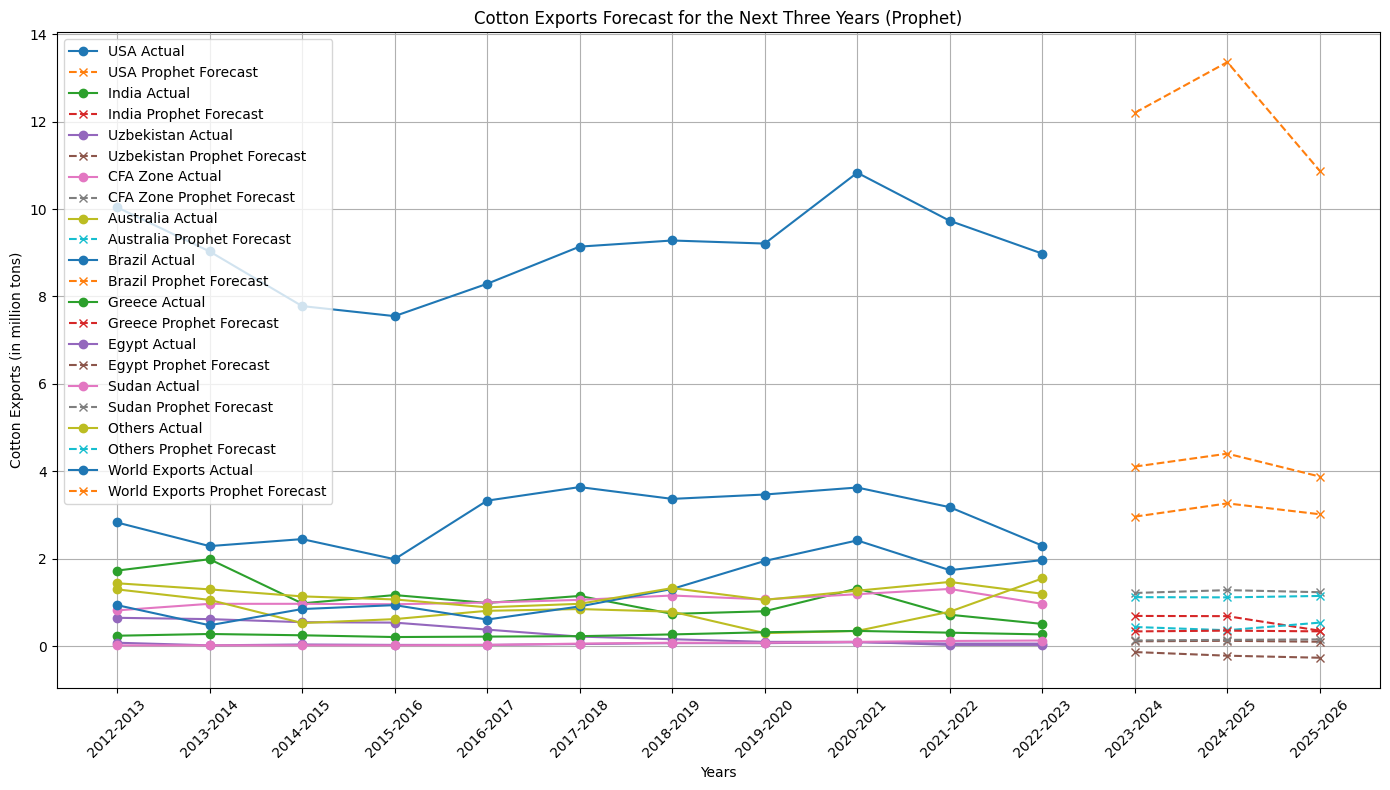 Cotton Exports Forecast for the Next Three Years (Prophet)
14
12
10
8
6
4
2
0
Cotton Exports (in million tons)
USA Actual
USA Prophet Forecast
India Actual
India Prophet Forecast
Uzbekistan Actual
Uzbekistan Prophet Forecast
CFA Zone Actual
CFA Zone Prophet Forecast
Australia Actual
Australia Prophet Forecast
Brazil Actual
Brazil Prophet Forecast
Greece Actual
Greece Prophet Forecast
Egypt Actual
Egypt Prophet Forecast
Sudan Actual
Sudan Prophet Forecast
Others Actual
Others Prophet Forecast
World Exports Actual
World Exports Prophet Forecast
2012-2013
2013-2014
2014-2015
2015-2016
2016-2017
2017-2018
2018-2019
2019-2020
2020-2021
2021-2022
2022-2023
2023-2024
2024-2025
2025-2026
Years